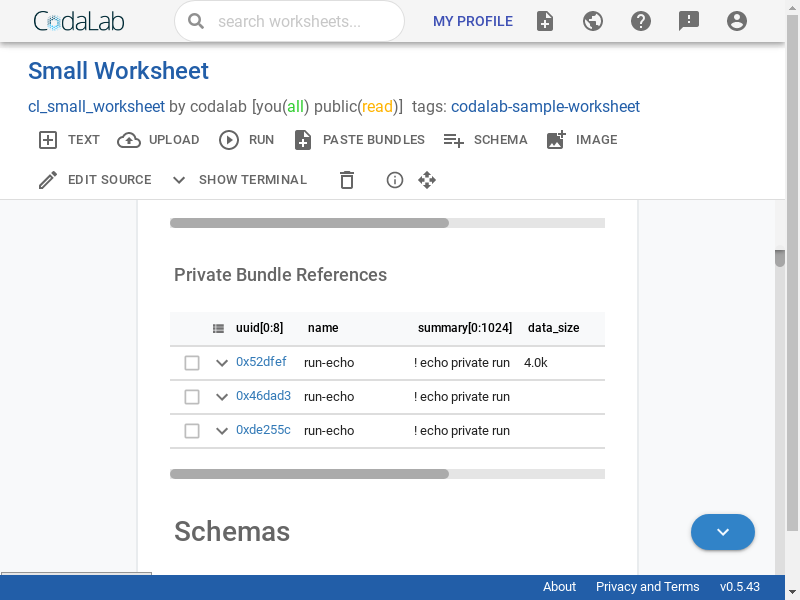 CodaLab search worksheets... MY PROFILE
Small Worksheet
cl_small_worksheet by codalab [you(all) public(read)] tags: codalab-sample-worksheet
TEXT UPLOAD RUN PASTE BUNDLES SCHEMA IMAGE
EDIT SOURCE SHOW TERMINAL
Private Bundle References
uuid[0:8] name summary[0:1024] data_size
0x52dfef run-echo ! echo private run 4.0k
0x46dad3 run-echo ! echo private run
0xde255c run-echo ! echo private run
Schemas
About Privacy and Terms v0.5.43